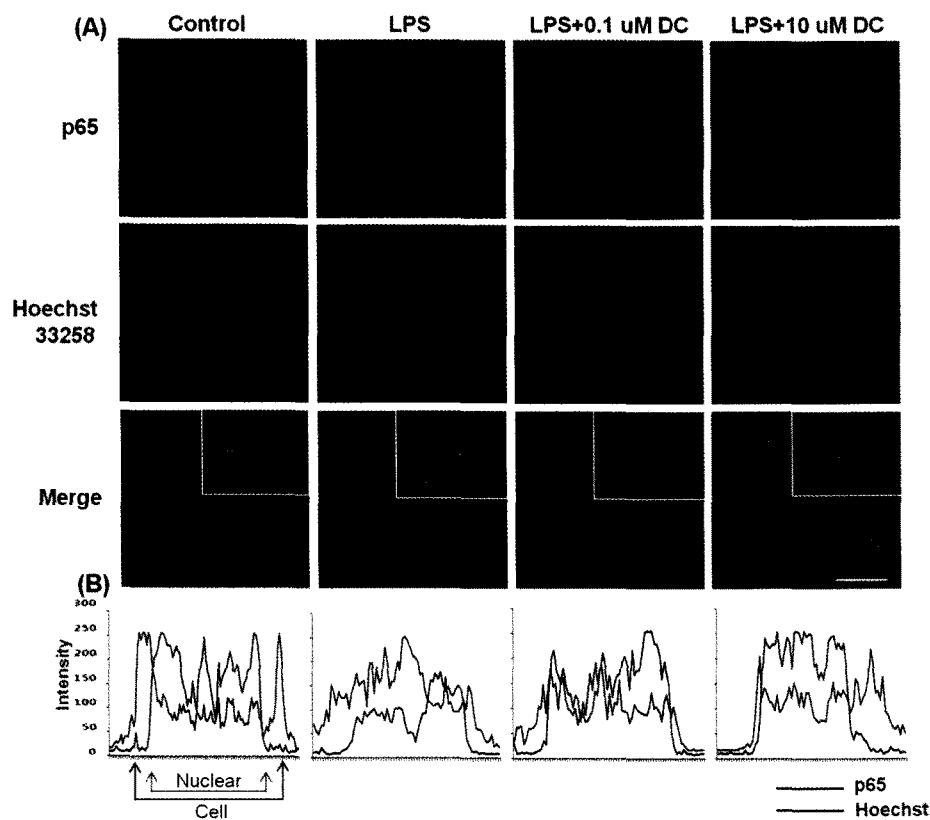 (A)
Control LPS LPS+0.1 uM DC LPS+10 uM DC
p65
Hoechst
33258
Merge
(B)
300
250
200
150
100
50
0
Intensity
Nuclear
Cell
p65
Hoechst